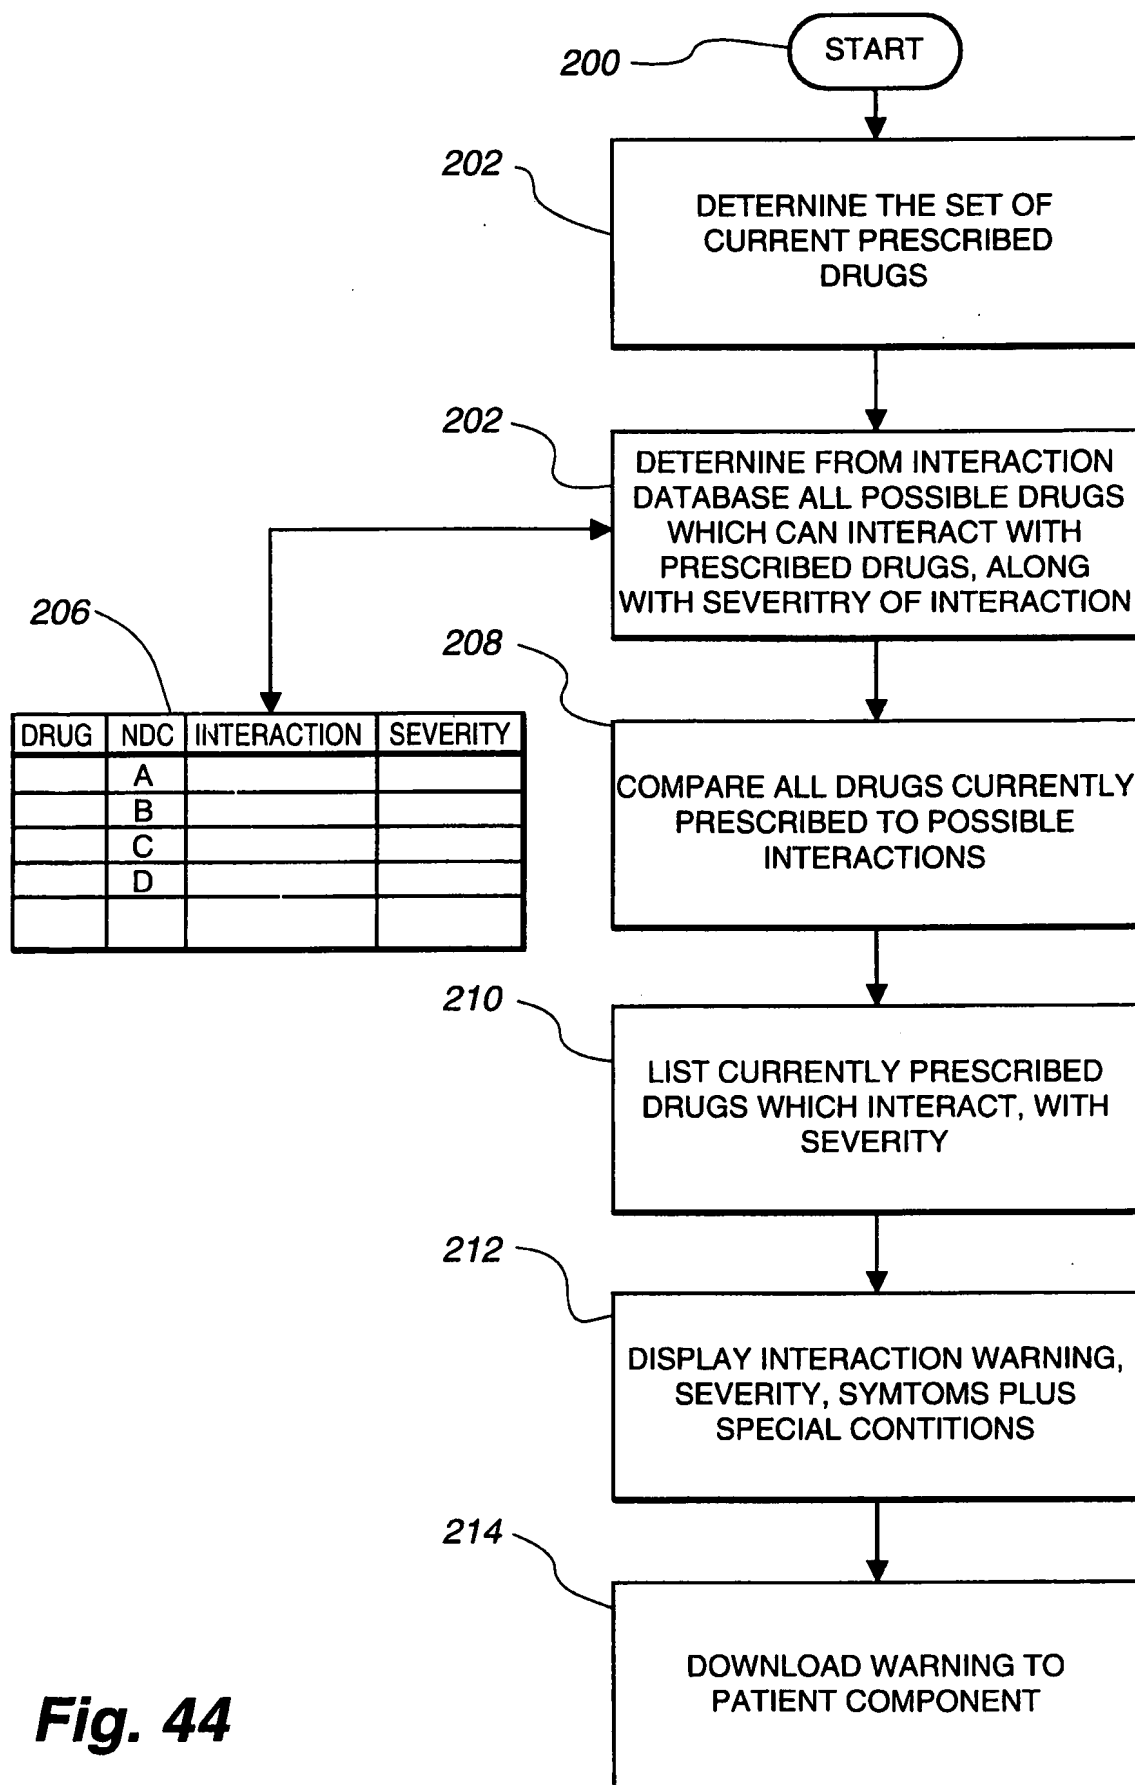 200
START
202
DETERNINE THE SET OF
CURRENT PRESCRIBED
DRUGS
202
DETERNINE FROM INTERACTION
DATABASE ALL POSSIBLE DRUGS
WHICH CAN INTERACT WITH
PRESCRIBED DRUGS, ALONG
WITH SEVERITRY OF INTERACTION
206
DRUG NDC INTERACTION SEVERITY
A
B
C
D
208
COMPARE ALL DRUGS CURRENTLY
PRESCRIBED TO POSSIBLE
INTERACTIONS
210
LIST CURRENTLY PRESCRIBED
DRUGS WHICH INTERACT, WITH
SEVERITY
212
DISPLAY INTERACTION WARNING,
SEVERITY, SYMTOMS PLUS
SPECIAL CONTITIONS
214
DOWNLOAD WARNING TO
PATIENT COMPONENT
Fig. 44